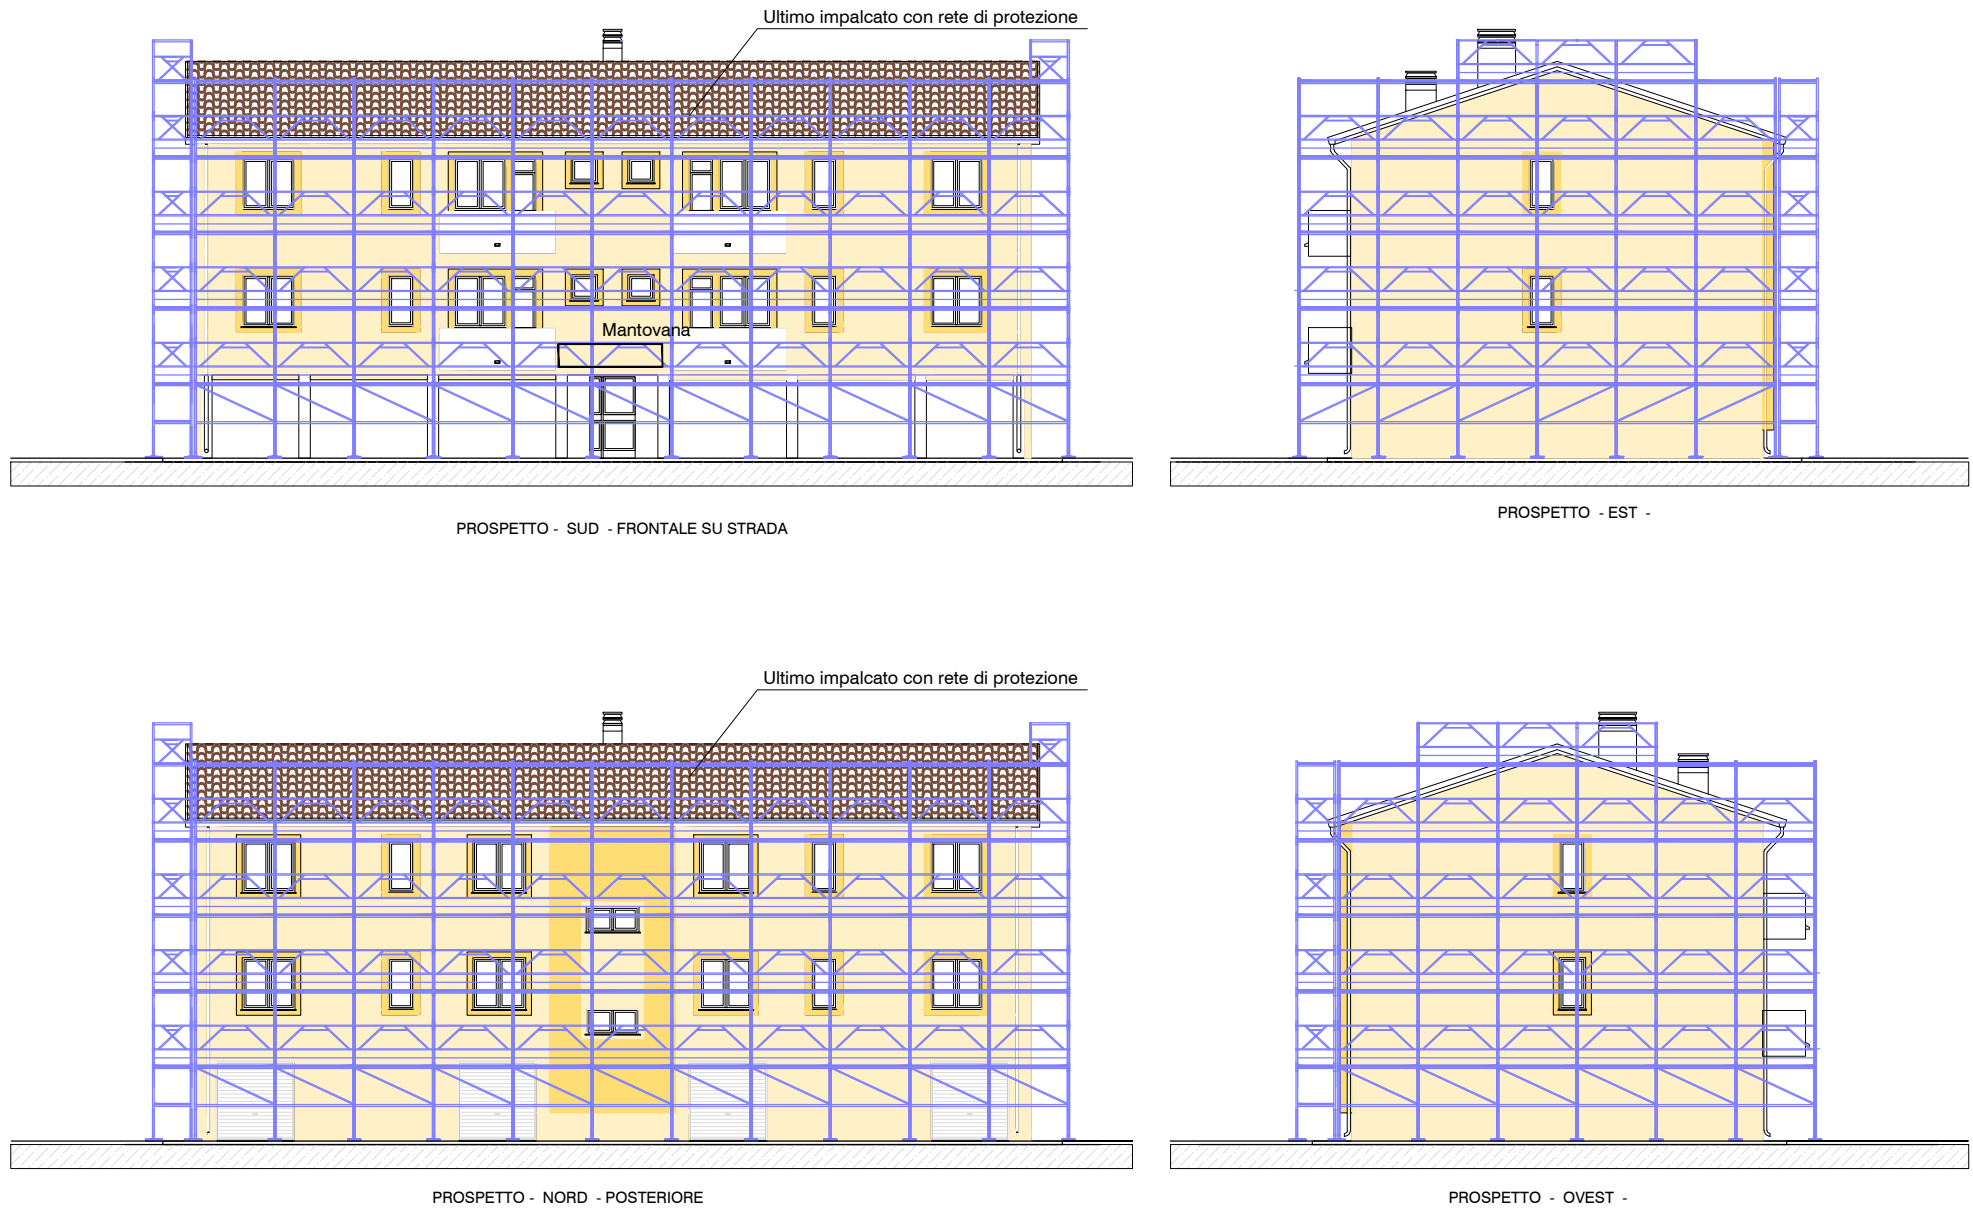 Ultimo impalcato con rete di protezione
Mantovana
PROSPETTO - SUD - FRONTALE SU STRADA
PROSPETTO - EST -
Ultimo impalcato con rete di protezione
PROSPETTO - NORD - POSTERIORE
PROSPETTO - OVEST -